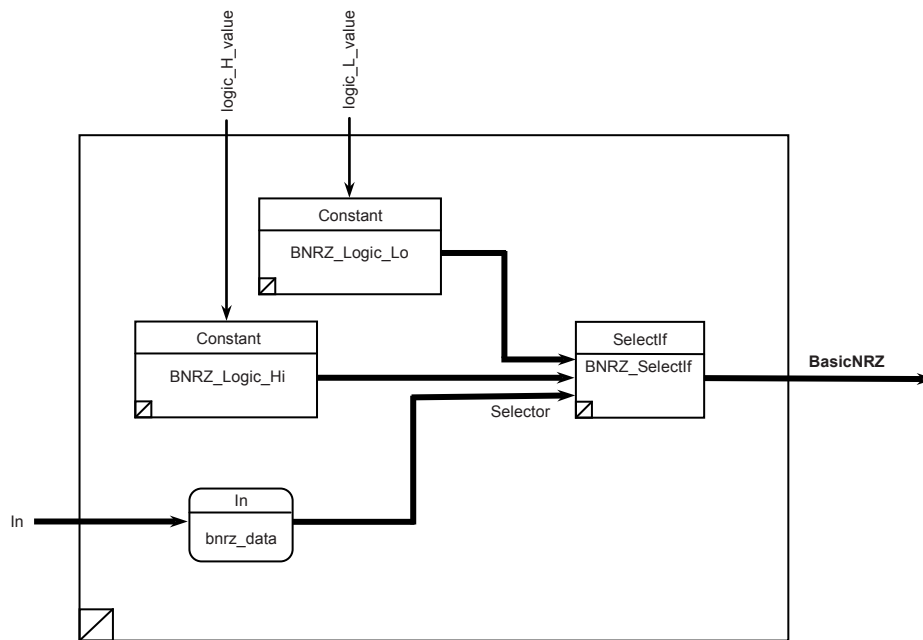 logic_H_value
logic_L_value
Constant
BNRZ_Logic_Lo
Constant
BNRZ_Logic_Hi
SelectIf
BNRZ_SelectIf
BasicNRZ
Selector
In
In
bnrz_data